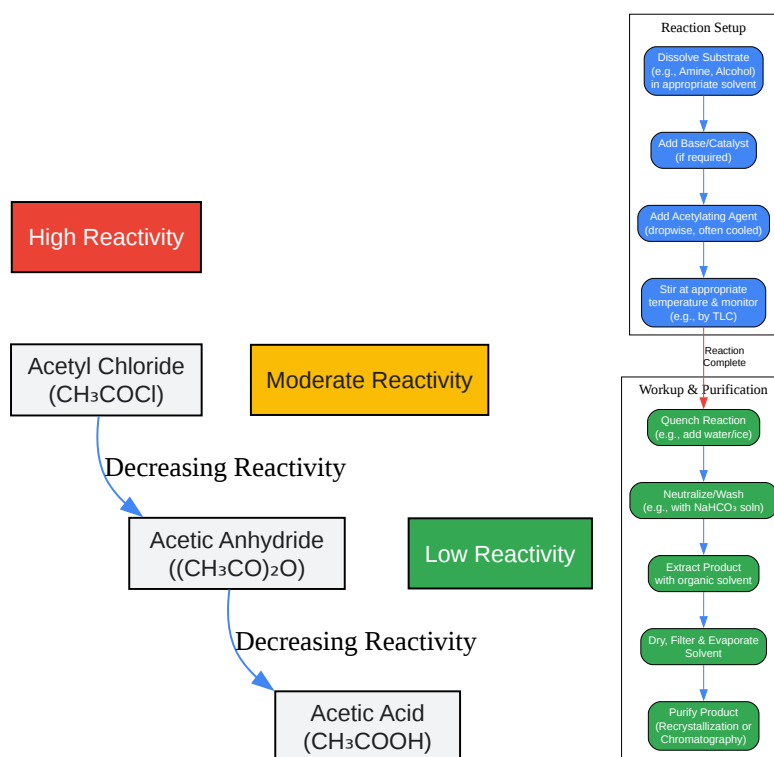 High Reactivity
Acetyl Chloride
(CH₃COCl)
Moderate Reactivity
Decreasing Reactivity
Acetic Anhydride
((CH₃CO)₂O)
Low Reactivity
Decreasing Reactivity
Acetic Acid
(CH₃COOH)
Reaction Setup
Dissolve Substrate
(e.g., Amine, Alcohol)
in appropriate solvent
Add Base/Catalyst
(if required)
Add Acetylating Agent
(dropwise, often cooled)
Stir at appropriate
temperature & monitor
(e.g., by TLC)
Reaction
Complete
Workup & Purification
Quench Reaction
(e.g., add water/ice)
Neutralize/Wash
(e.g., with NaHCO₃ soln)
Extract Product
with organic solvent
Dry, Filter & Evaporate
Solvent
Purify Product
(Recrystallization or
Chromatography)